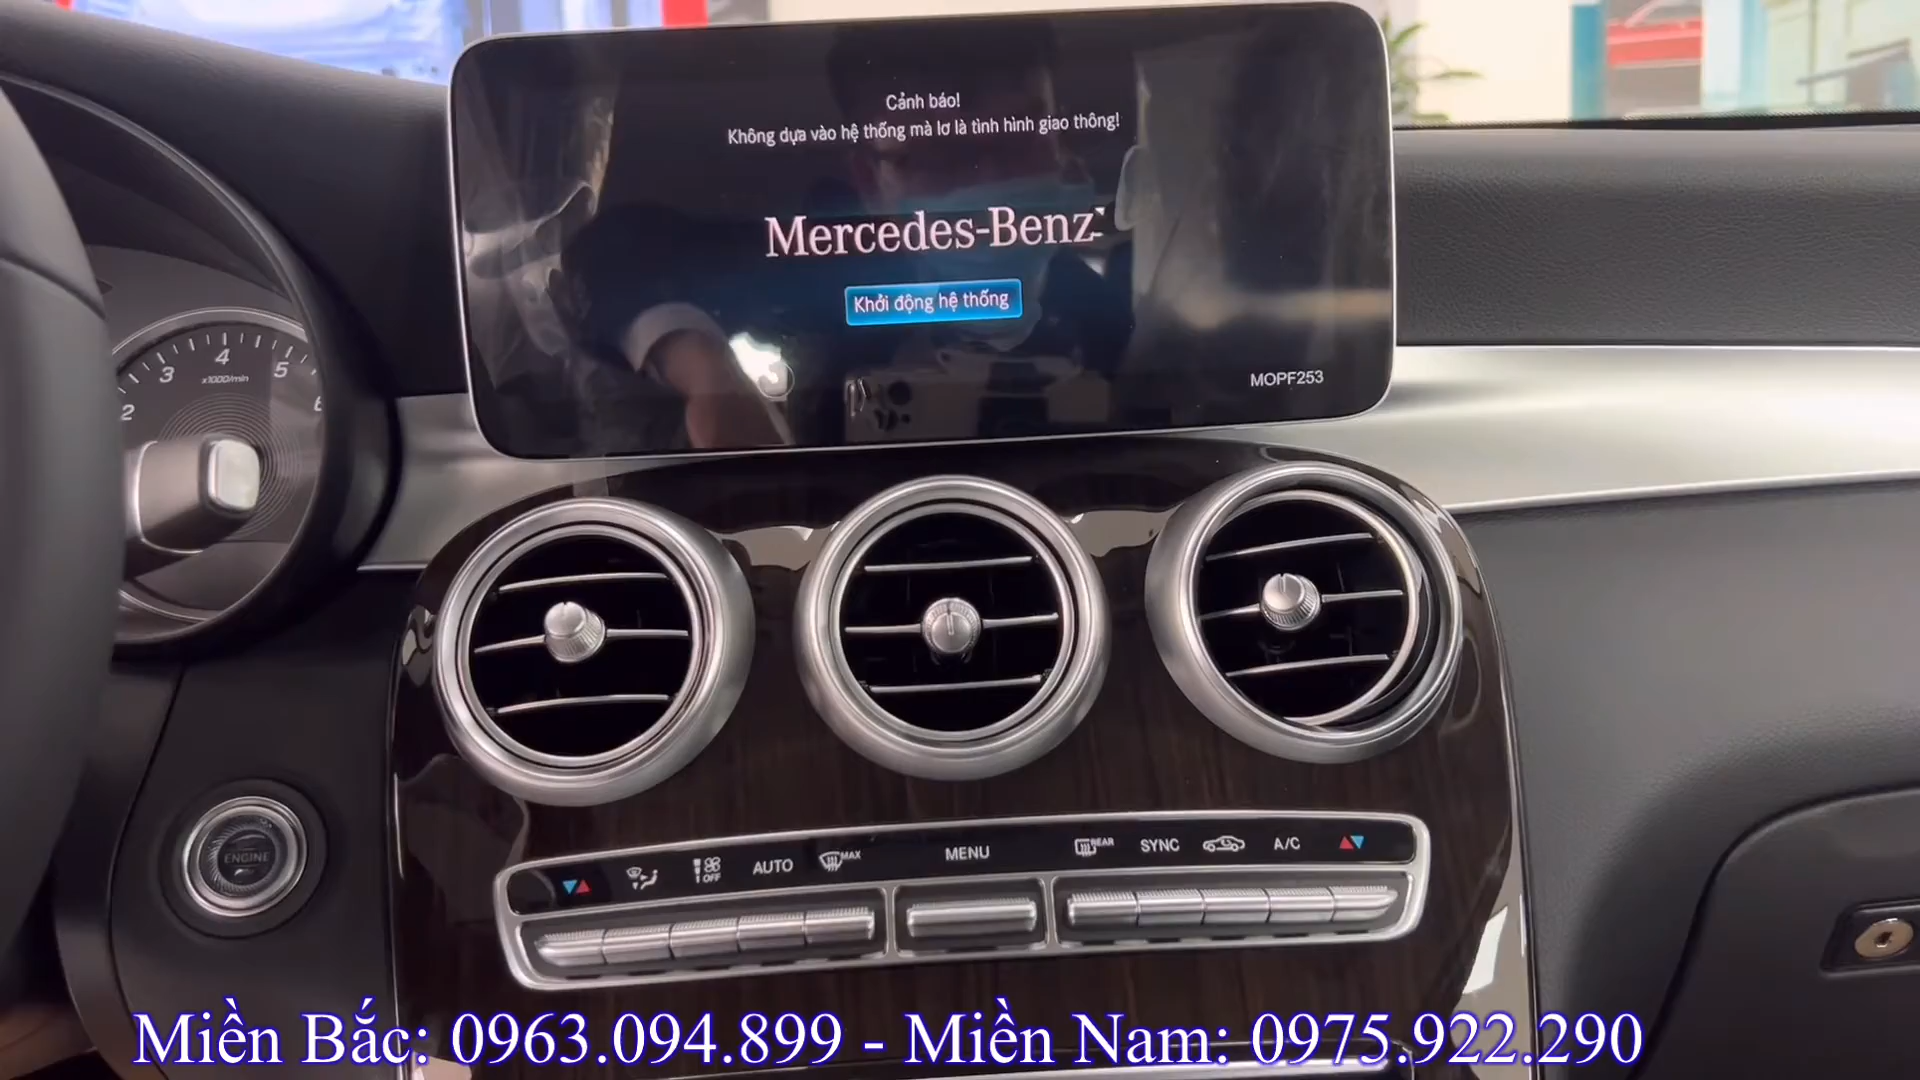 Cảnh báo!
Không dựa vào hệ thống mà lơ là tình hình giao thông!
Mercedes-Benz
Khởi động hệ thống
MOPF253
4
3
5
x1000/min
2
6
ENGINE
OFF
AUTO
MAX
MENU
REAR
SYNC
A/C
Miền Bắc: 0963.094.899 - Miền Nam: 0975.922.290